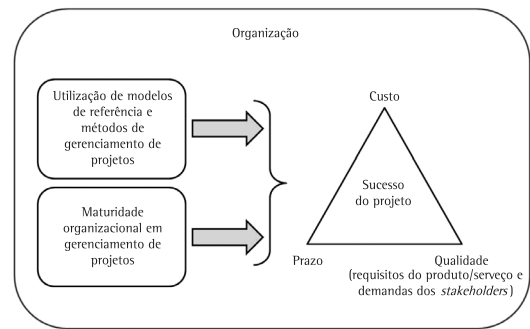 Organização
Utilização de modelos
de referência e
métodos de
gerenciamento de
projetos
Maturidade
organizacional em
gerenciamento de
projetos
Custo
Sucesso
do projeto
Prazo
Qualidade
(requisitos do produto/serveço e
demandas dos stakeholders)